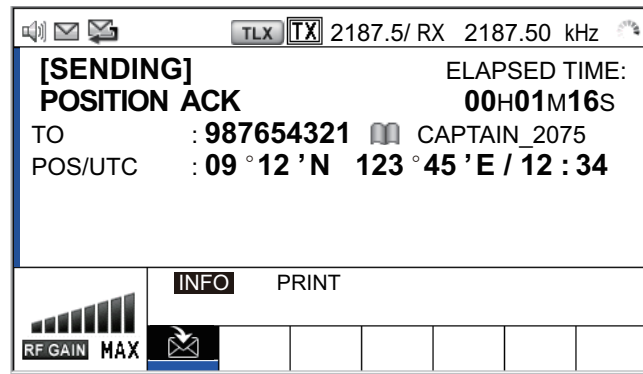 TLX TX 2187.5/ RX 2187.50 kHz
[SENDING] ELAPSED TIME:
POSITION ACK 00H01M16S
TO : 987654321 CAPTAIN_2075
POS/UTC : 09 °12 ’N 123 °45 ’E / 12 : 34
INFO PRINT
RF GAIN MAX